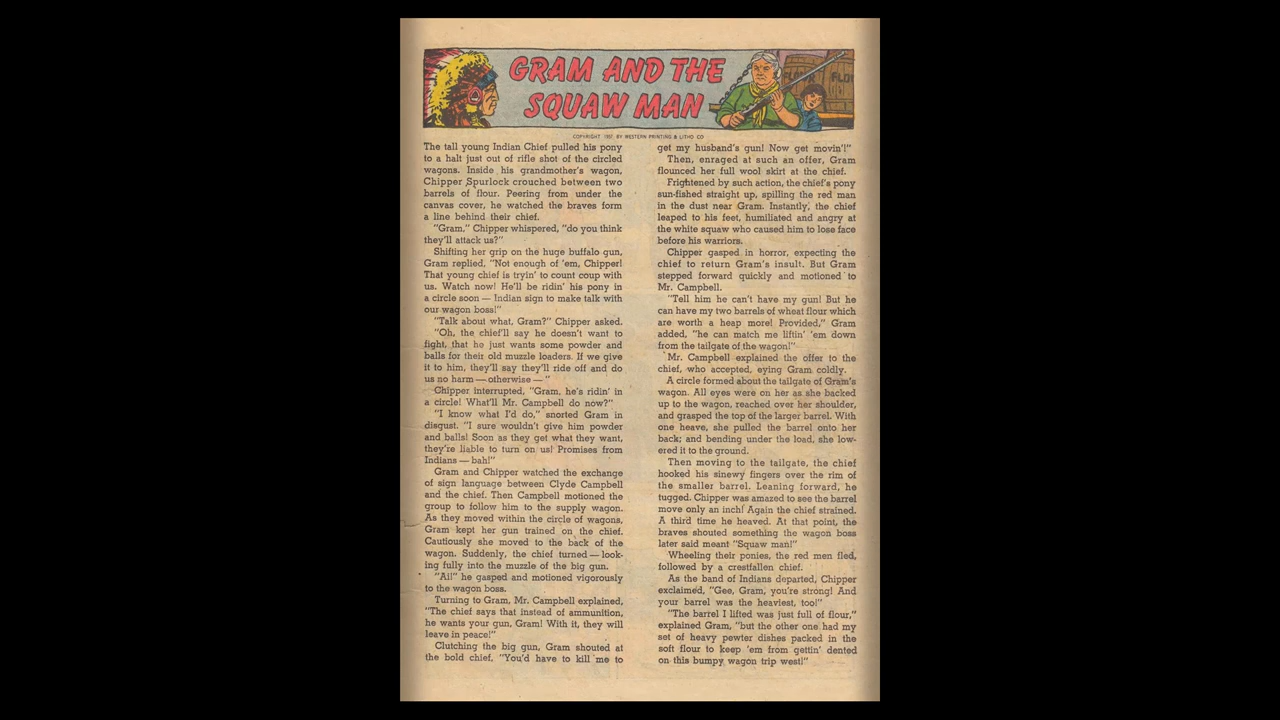 GRAM AND THE
SQUAW MAN
FLOUR
FLO
COPYRIGHT 1957 BY WESTERN PRINTING & LITHO CO
The tall young Indian Chief pulled his pony
to a halt just out of rifle shot of the circled
wagons. Inside his grandmother's wagon,
Chipper Spurlock crouched between two
barrels of flour. Peering from under the
canvas cover, he watched the braves form
a line behind their chief.
"Gram," Chipper whispered, "do you think
they'll attack us?"
Shifting her grip on the huge buffalo gun,
Gram replied, "Not enough of 'em, Chipper!
That young chief is tryin' to count coup with
us. Watch now! He'll be ridin' his pony in
a circle soon — Indian sign to make talk with
our wagon boss!"
"Talk about what, Gram?" Chipper asked.
"Oh, the chief'll say he doesn't want to
fight, that he just wants some powder and
balls for their old muzzle loaders. If we give
it to him, they'll say they'll ride off and do
us no harm — otherwise — "
Chipper interrupted, "Gram, he's ridin' in
a circle! What'll Mr. Campbell do now?"
"I know what I'd do," snorted Gram in
disgust. "I sure wouldn't give him powder
and balls! Soon as they get what they want,
they're liable to turn on us! Promises from
Indians — bah!"
Gram and Chipper watched the exchange
of sign language between Clyde Campbell
and the chief. Then Campbell motioned the
group to follow him to the supply wagon.
As they moved within the circle of wagons,
Gram kept her gun trained on the chief.
Cautiously she moved to the back of the
wagon. Suddenly, the chief turned — look-
ing fully into the muzzle of the big gun.
"Ai!" he gasped and motioned vigorously
to the wagon boss.
Turning to Gram, Mr. Campbell explained,
"The chief says that instead of ammunition,
he wants your gun, Gram! With it, they will
leave in peace!"
Clutching the big gun, Gram shouted at
the bold chief, "You'd have to kill me to
get my husband's gun! Now get movin'!"
Then, enraged at such an offer, Gram
flounced her full wool skirt at the chief.
Frightened by such action, the chief's pony
sun-fished straight up, spilling the red man
in the dust near Gram. Instantly, the chief
leaped to his feet, humiliated and angry at
the white squaw who caused him to lose face
before his warriors.
Chipper gasped in horror, expecting the
chief to return Gram's insult. But Gram
stepped forward quickly and motioned to
Mr. Campbell.
"Tell him he can't have my gun! But he
can have my two barrels of wheat flour which
are worth a heap more! Provided," Gram
added, "he can match me liftin' 'em down
from the tailgate of the wagon!"
Mr. Campbell explained the offer to the
chief, who accepted, eying Gram coldly.
A circle formed about the tailgate of Gram's
wagon. All eyes were on her as she backed
up to the wagon, reached over her shoulder,
and grasped the top of the larger barrel. With
one heave, she pulled the barrel onto her
back; and bending under the load, she low-
ered it to the ground.
Then moving to the tailgate, the chief
hooked his sinewy fingers over the rim of
the smaller barrel. Leaning forward, he
tugged. Chipper was amazed to see the barrel
move only an inch! Again the chief strained.
A third time he heaved. At that point, the
braves shouted something the wagon boss
later said meant "Squaw man!"
Wheeling their ponies, the red men fled,
followed by a crestfallen chief.
As the band of Indians departed, Chipper
exclaimed, "Gee, Gram, you're strong! And
your barrel was the heaviest, too!"
"The barrel I lifted was just full of flour,"
explained Gram, "but the other one had my
set of heavy pewter dishes packed in the
soft flour to keep 'em from gettin' dented
on this bumpy wagon trip west!"